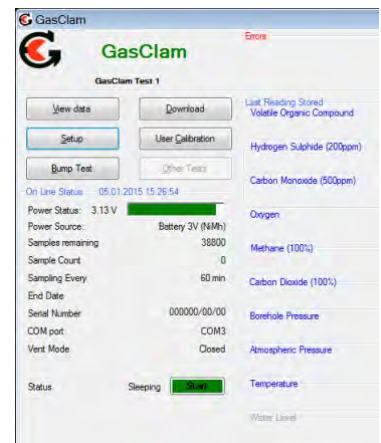 GasClam
GasClam
GasClam Test 1
View data
Download
Setup
User Calibration
Bump Test
Other Tests
On Line Status 05.01.2015 15:26:54
Power Status: 3.13 V
Power Source: Battery 3V (NiMh)
Samples remaining 38800
Sample Count 0
Sampling Every 60 min
End Date
Serial Number 000000/00/00
COM port COM3
Vent Mode Closed
Status Sleeping Start
Errors
Last Reading Stored
Volatile Organic Compound
Hydrogen Sulphide (200ppm)
Carbon Monoxide (500ppm)
Oxygen
Methane (100%)
Carbon Dioxide (100%)
Borehole Pressure
Atmospheric Pressure
Temperature
Water Level